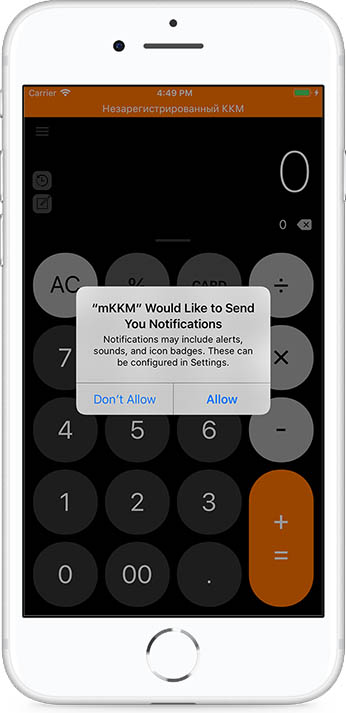 Carrier 4:49 PM
Незарегистрированный ККМ
0
0
AC % CARD ÷
“mKKM” Would Like to Send
You Notifications
Notifications may include alerts,
sounds, and icon badges. These can
be configured in Settings.
Don’t Allow Allow
7 ×
4 5 6 -
1 2 3 +
=
0 00 .